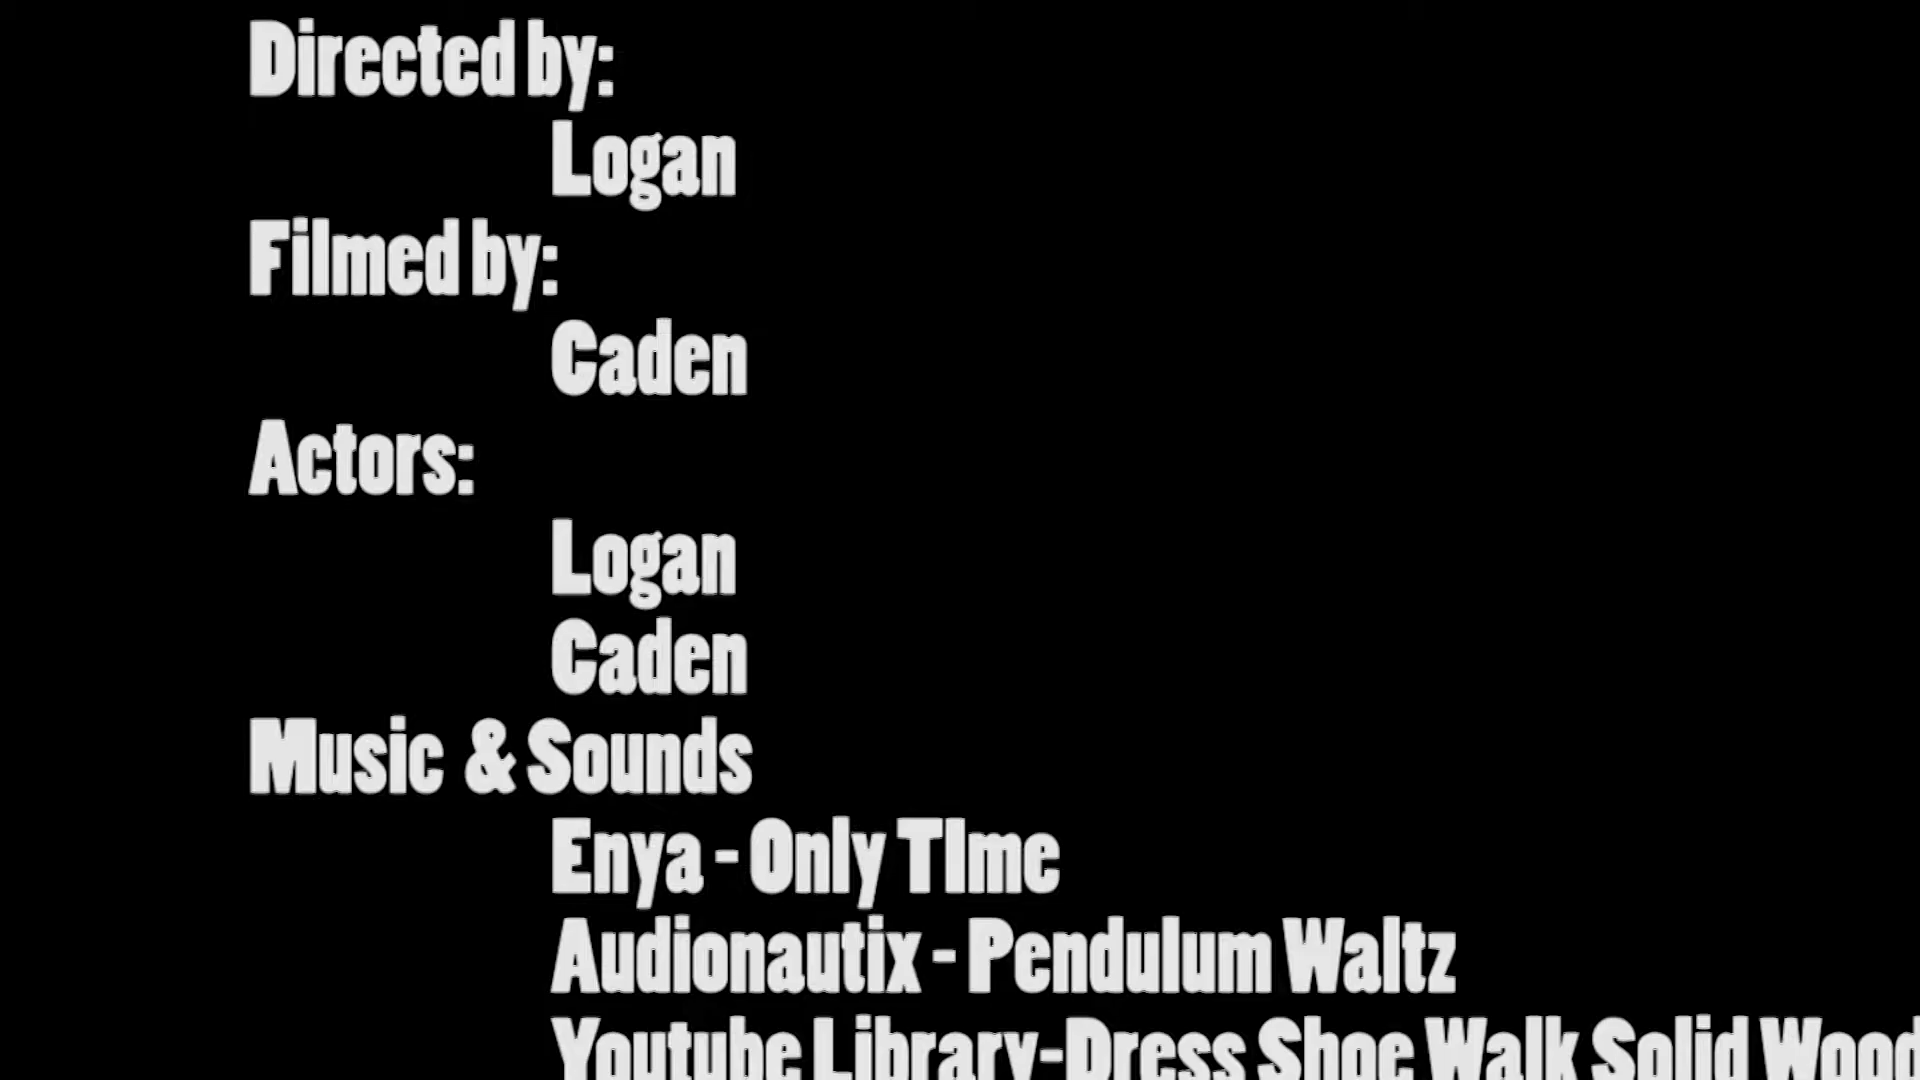 Directed by:
Logan
Filmed by:
Caden
Actors:
Logan
Caden
Music & Sounds
Enya - Only TIme
Audionautix - Pendulum Waltz
Youtube Library-Dress Shoe Walk Solid Wood